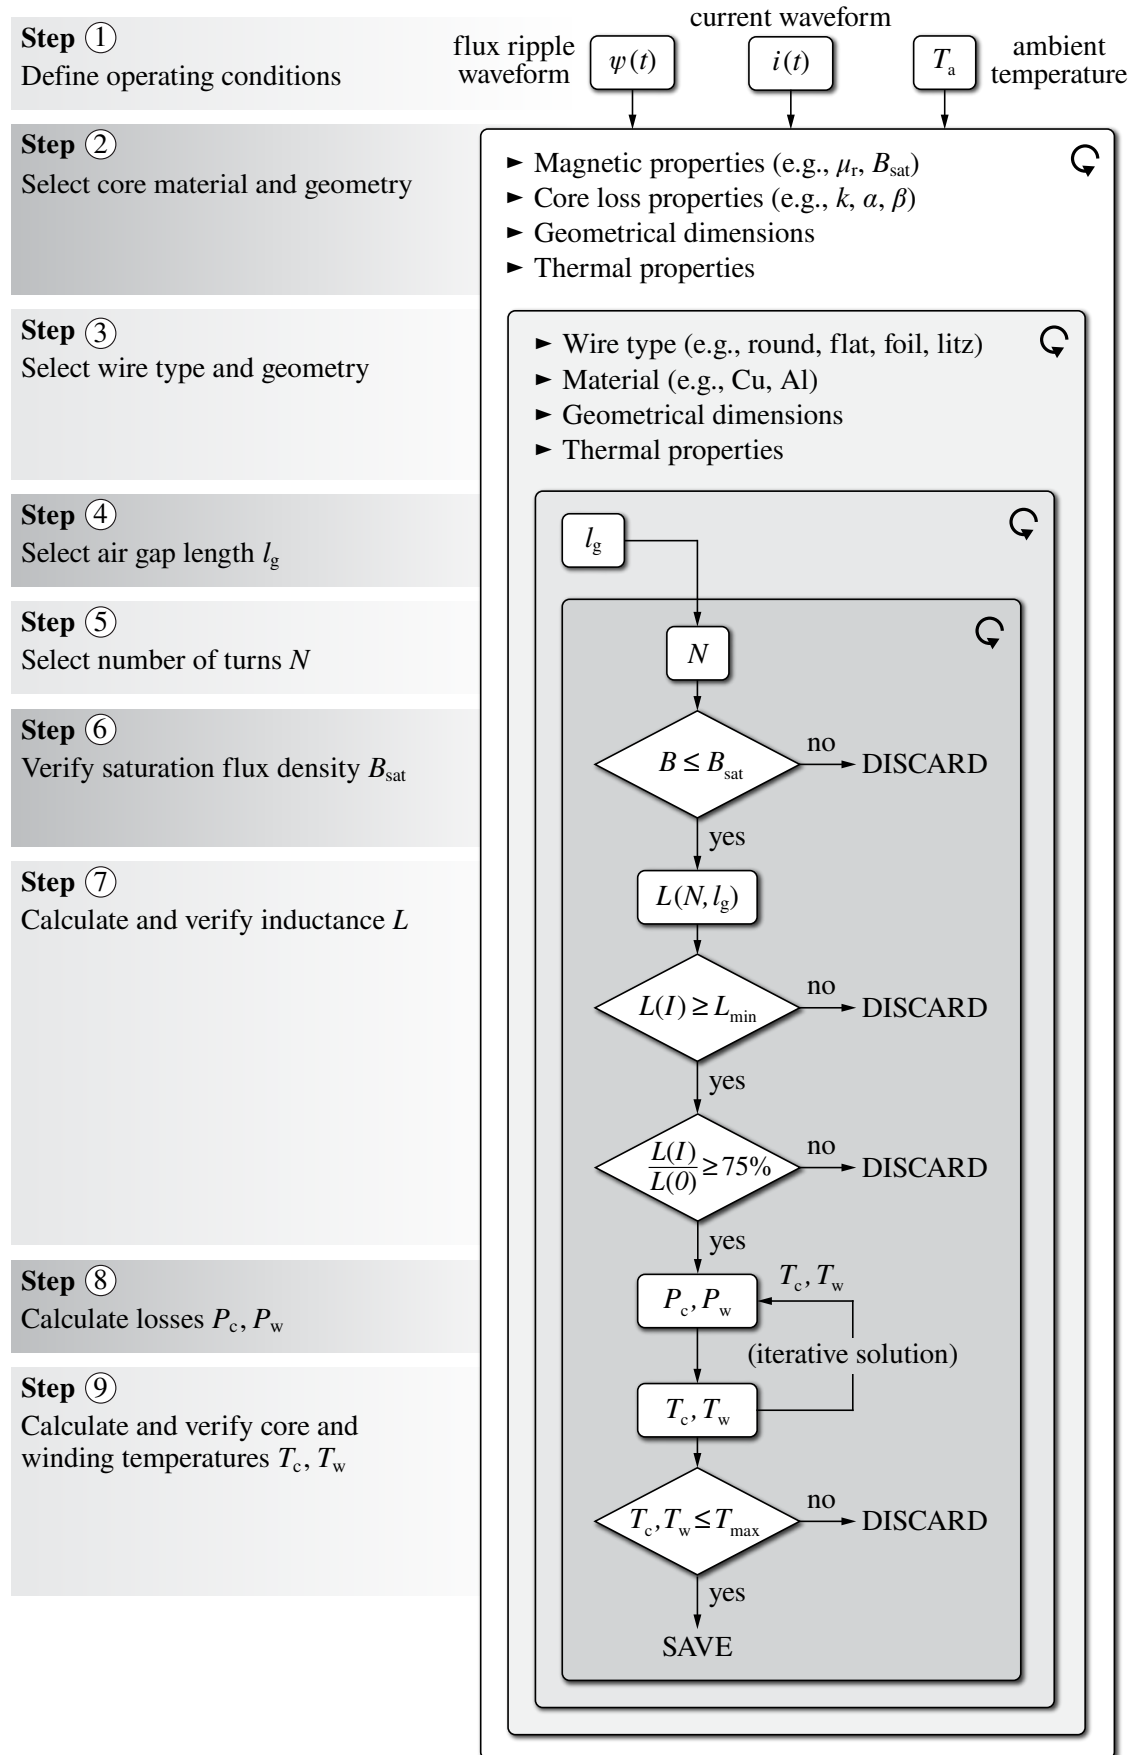 Step ①
Define operating conditions
flux ripple
waveform
ψ(t)
current waveform
i(t)
T_a
ambient
temperature
Step ②
Select core material and geometry
► Magnetic properties (e.g., μ_r, B_sat)
► Core loss properties (e.g., k, α, β)
► Geometrical dimensions
► Thermal properties
Step ③
Select wire type and geometry
► Wire type (e.g., round, flat, foil, litz)
► Material (e.g., Cu, Al)
► Geometrical dimensions
► Thermal properties
Step ④
Select air gap length l_g
l_g
Step ⑤
Select number of turns N
N
Step ⑥
Verify saturation flux density B_sat
B ≤ B_sat
no
DISCARD
yes
Step ⑦
Calculate and verify inductance L
L(N, l_g)
L(I) ≥ L_min
no
DISCARD
yes
L(I)/L(0) ≥ 75%
no
DISCARD
yes
Step ⑧
Calculate losses P_c, P_w
P_c, P_w
T_c, T_w
(iterative solution)
Step ⑨
Calculate and verify core and
winding temperatures T_c, T_w
T_c, T_w
T_c, T_w ≤ T_max
no
DISCARD
yes
SAVE